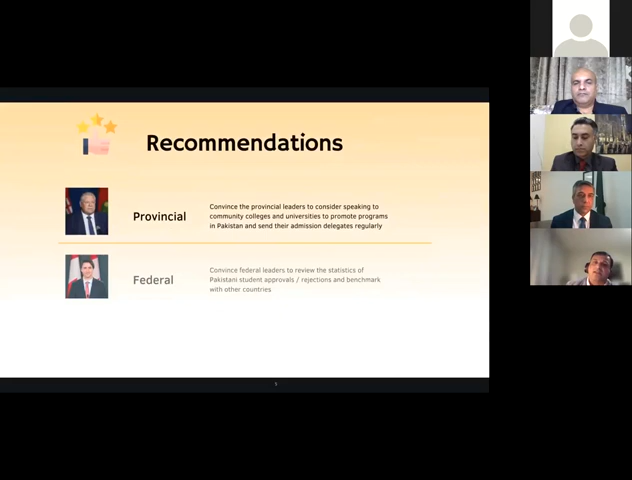 Recommendations
Provincial
Convince the provincial leaders to consider speaking to
community colleges and universities to promote programs
in Pakistan and send their admission delegates regularly
Federal
Convince federal leaders to review the statistics of
Pakistani student approvals / rejections and benchmark
with other countries